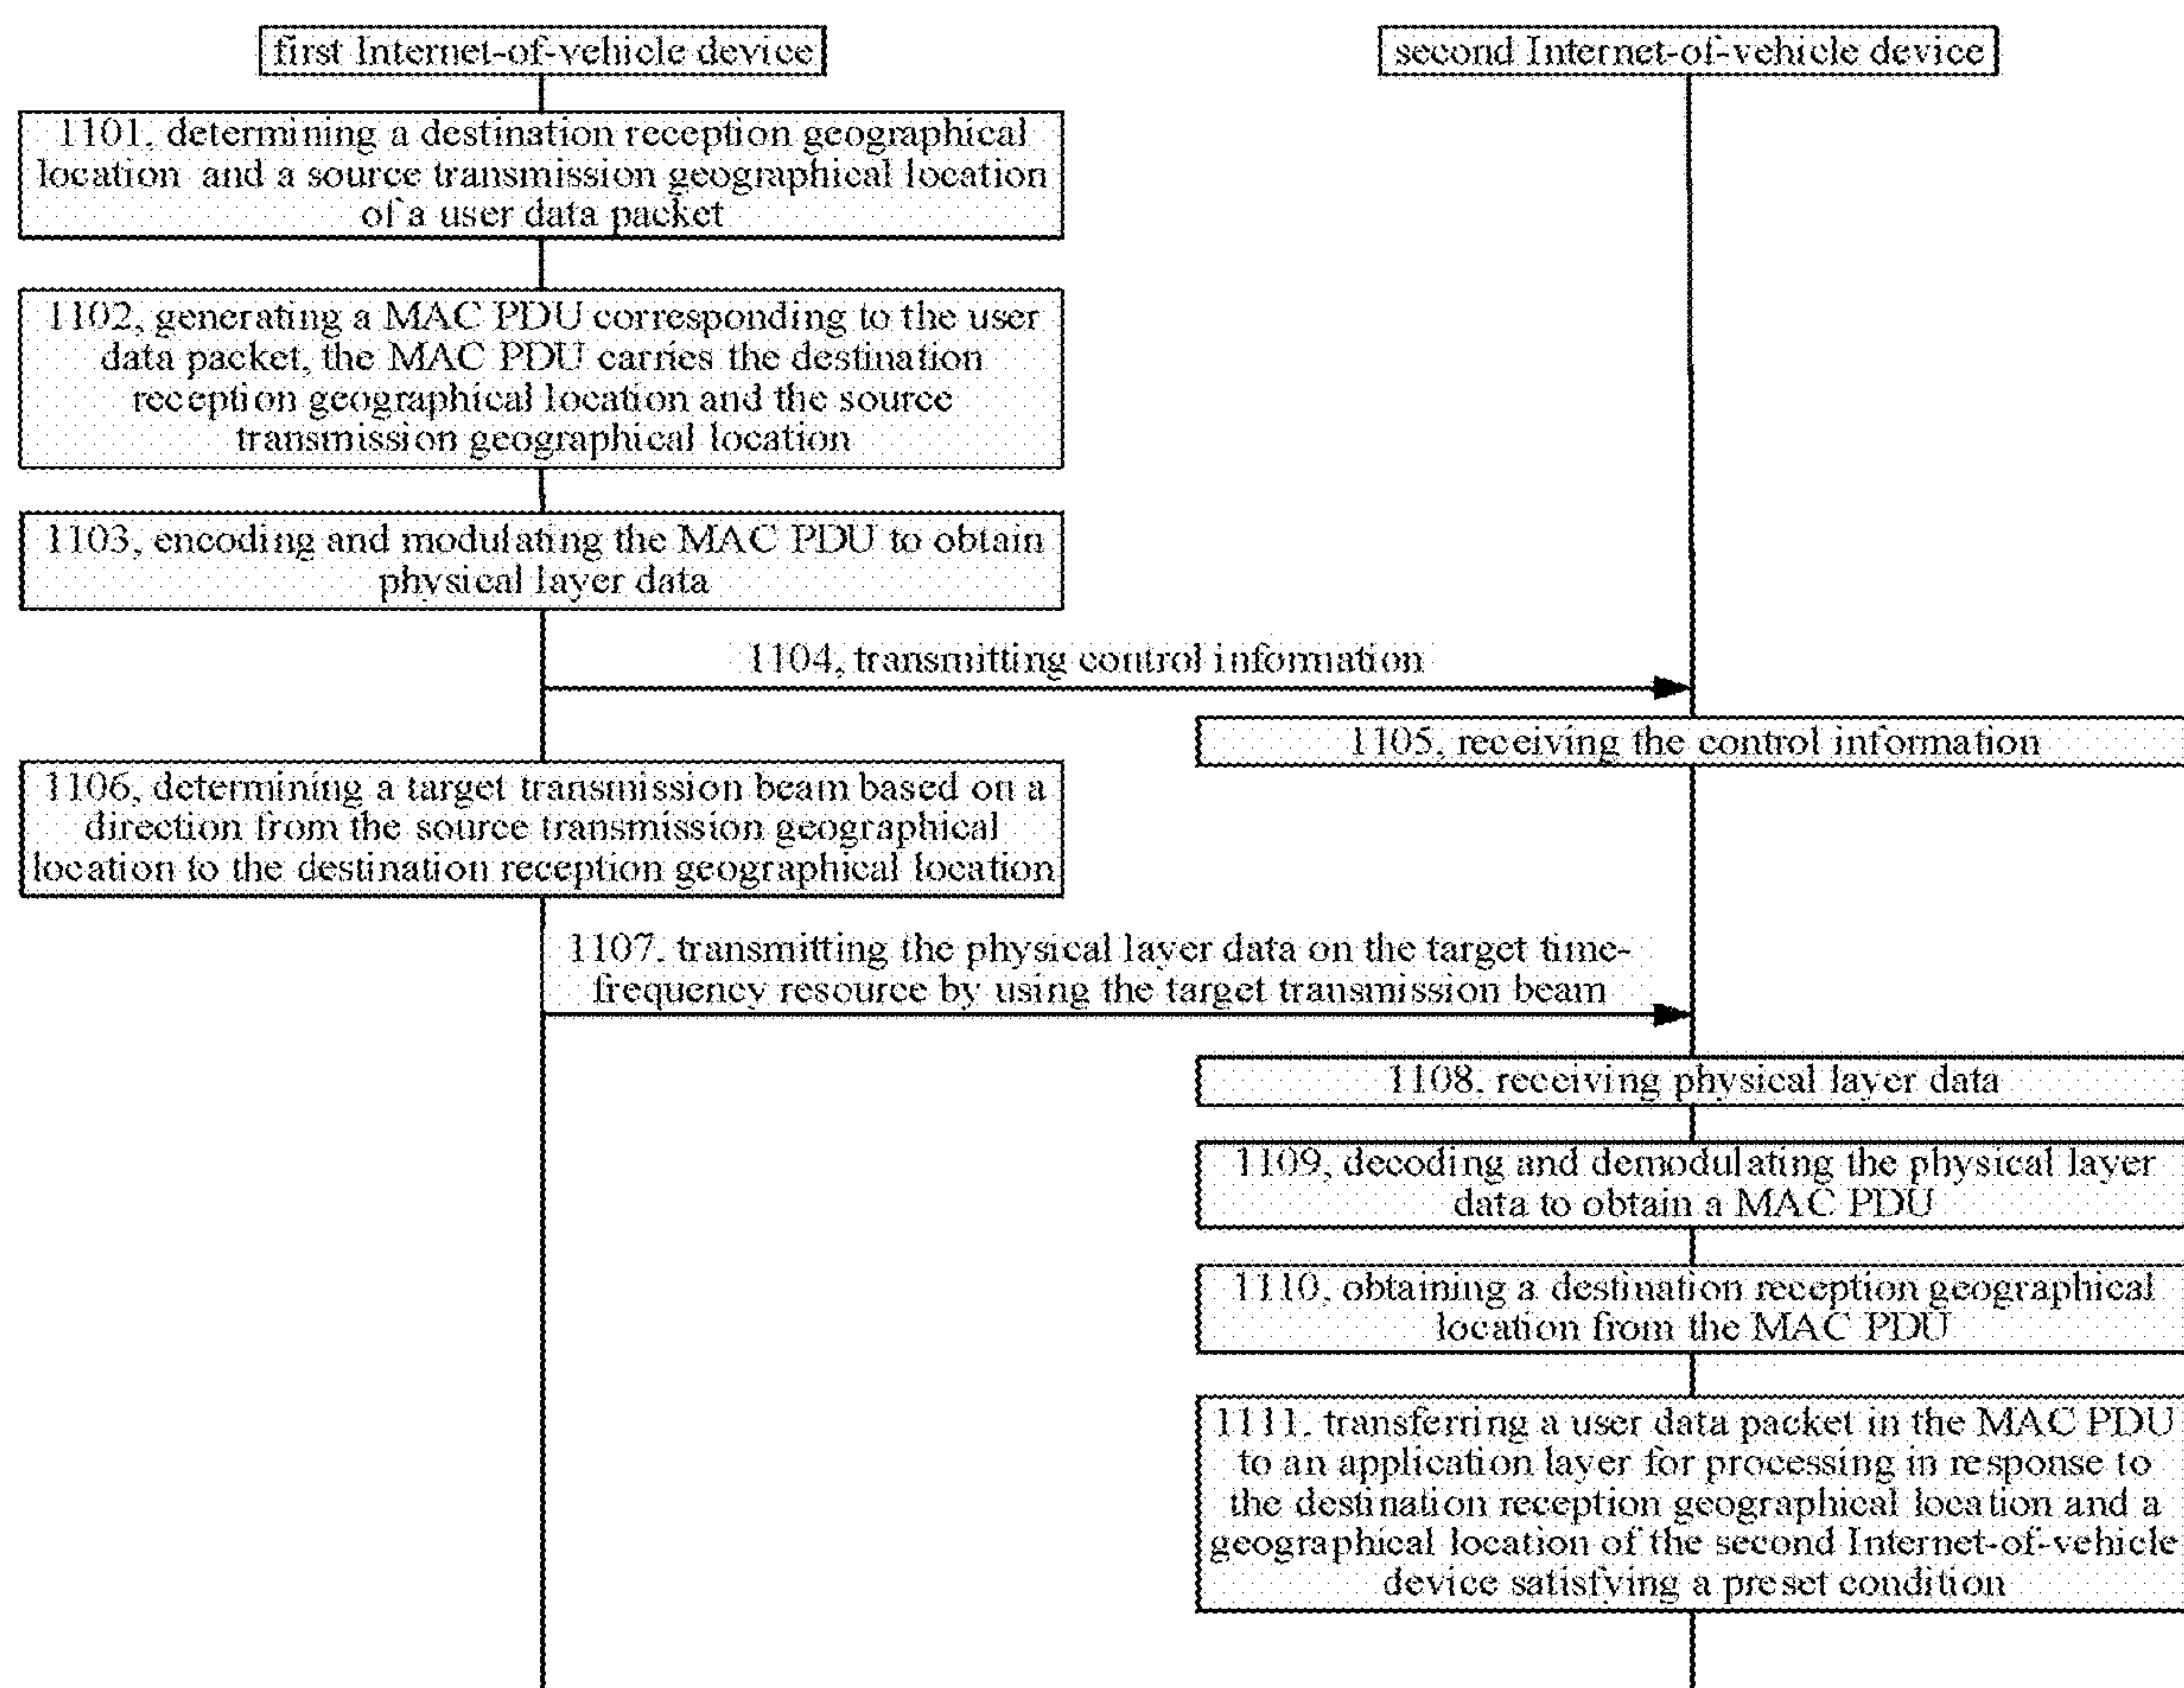 first Internet-of-vehicle device
second Internet-of-vehicle device
1101, determining a destination reception geographical
location and a source transmission geographical location
of a user data packet
1102, generating a MAC PDU corresponding to the user
data packet, the MAC PDU carries the destination
reception geographical location and the source
transmission geographical location
1103, encoding and modulating the MAC PDU to obtain
physical layer data
1104, transmitting control information
1105, receiving the control information
1106, determining a target transmission beam based on a
direction from the source transmission geographical
location to the destination reception geographical location
1107, transmitting the physical layer data on the target time-
frequency resource by using the target transmission beam
1108, receiving physical layer data
1109, decoding and demodulating the physical layer
data to obtain a MAC PDU
1110, obtaining a destination reception geographical
location from the MAC PDU
1111, transferring a user data packet in the MAC PDU
to an application layer for processing in response to
the destination reception geographical location and a
geographical location of the second Internet-of-vehicle
device satisfying a preset condition